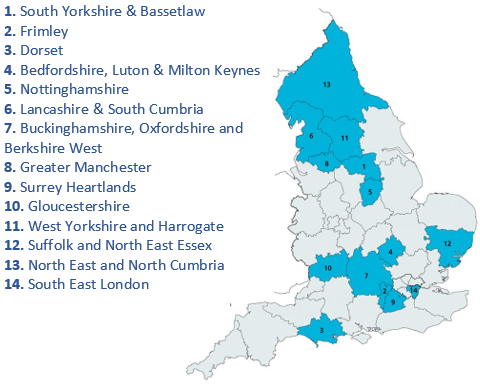 1. South Yorkshire & Bassetlaw
2. Frimley
3. Dorset
4. Bedfordshire, Luton & Milton Keynes
5. Nottinghamshire
6. Lancashire & South Cumbria
7. Buckinghamshire, Oxfordshire and
Berkshire West
8. Greater Manchester
9. Surrey Heartlands
10. Gloucestershire
11. West Yorkshire and Harrogate
12. Suffolk and North East Essex
13. North East and North Cumbria
14. South East London
13
6
11
8
1
5
12
4
10
7
2
14
9
3